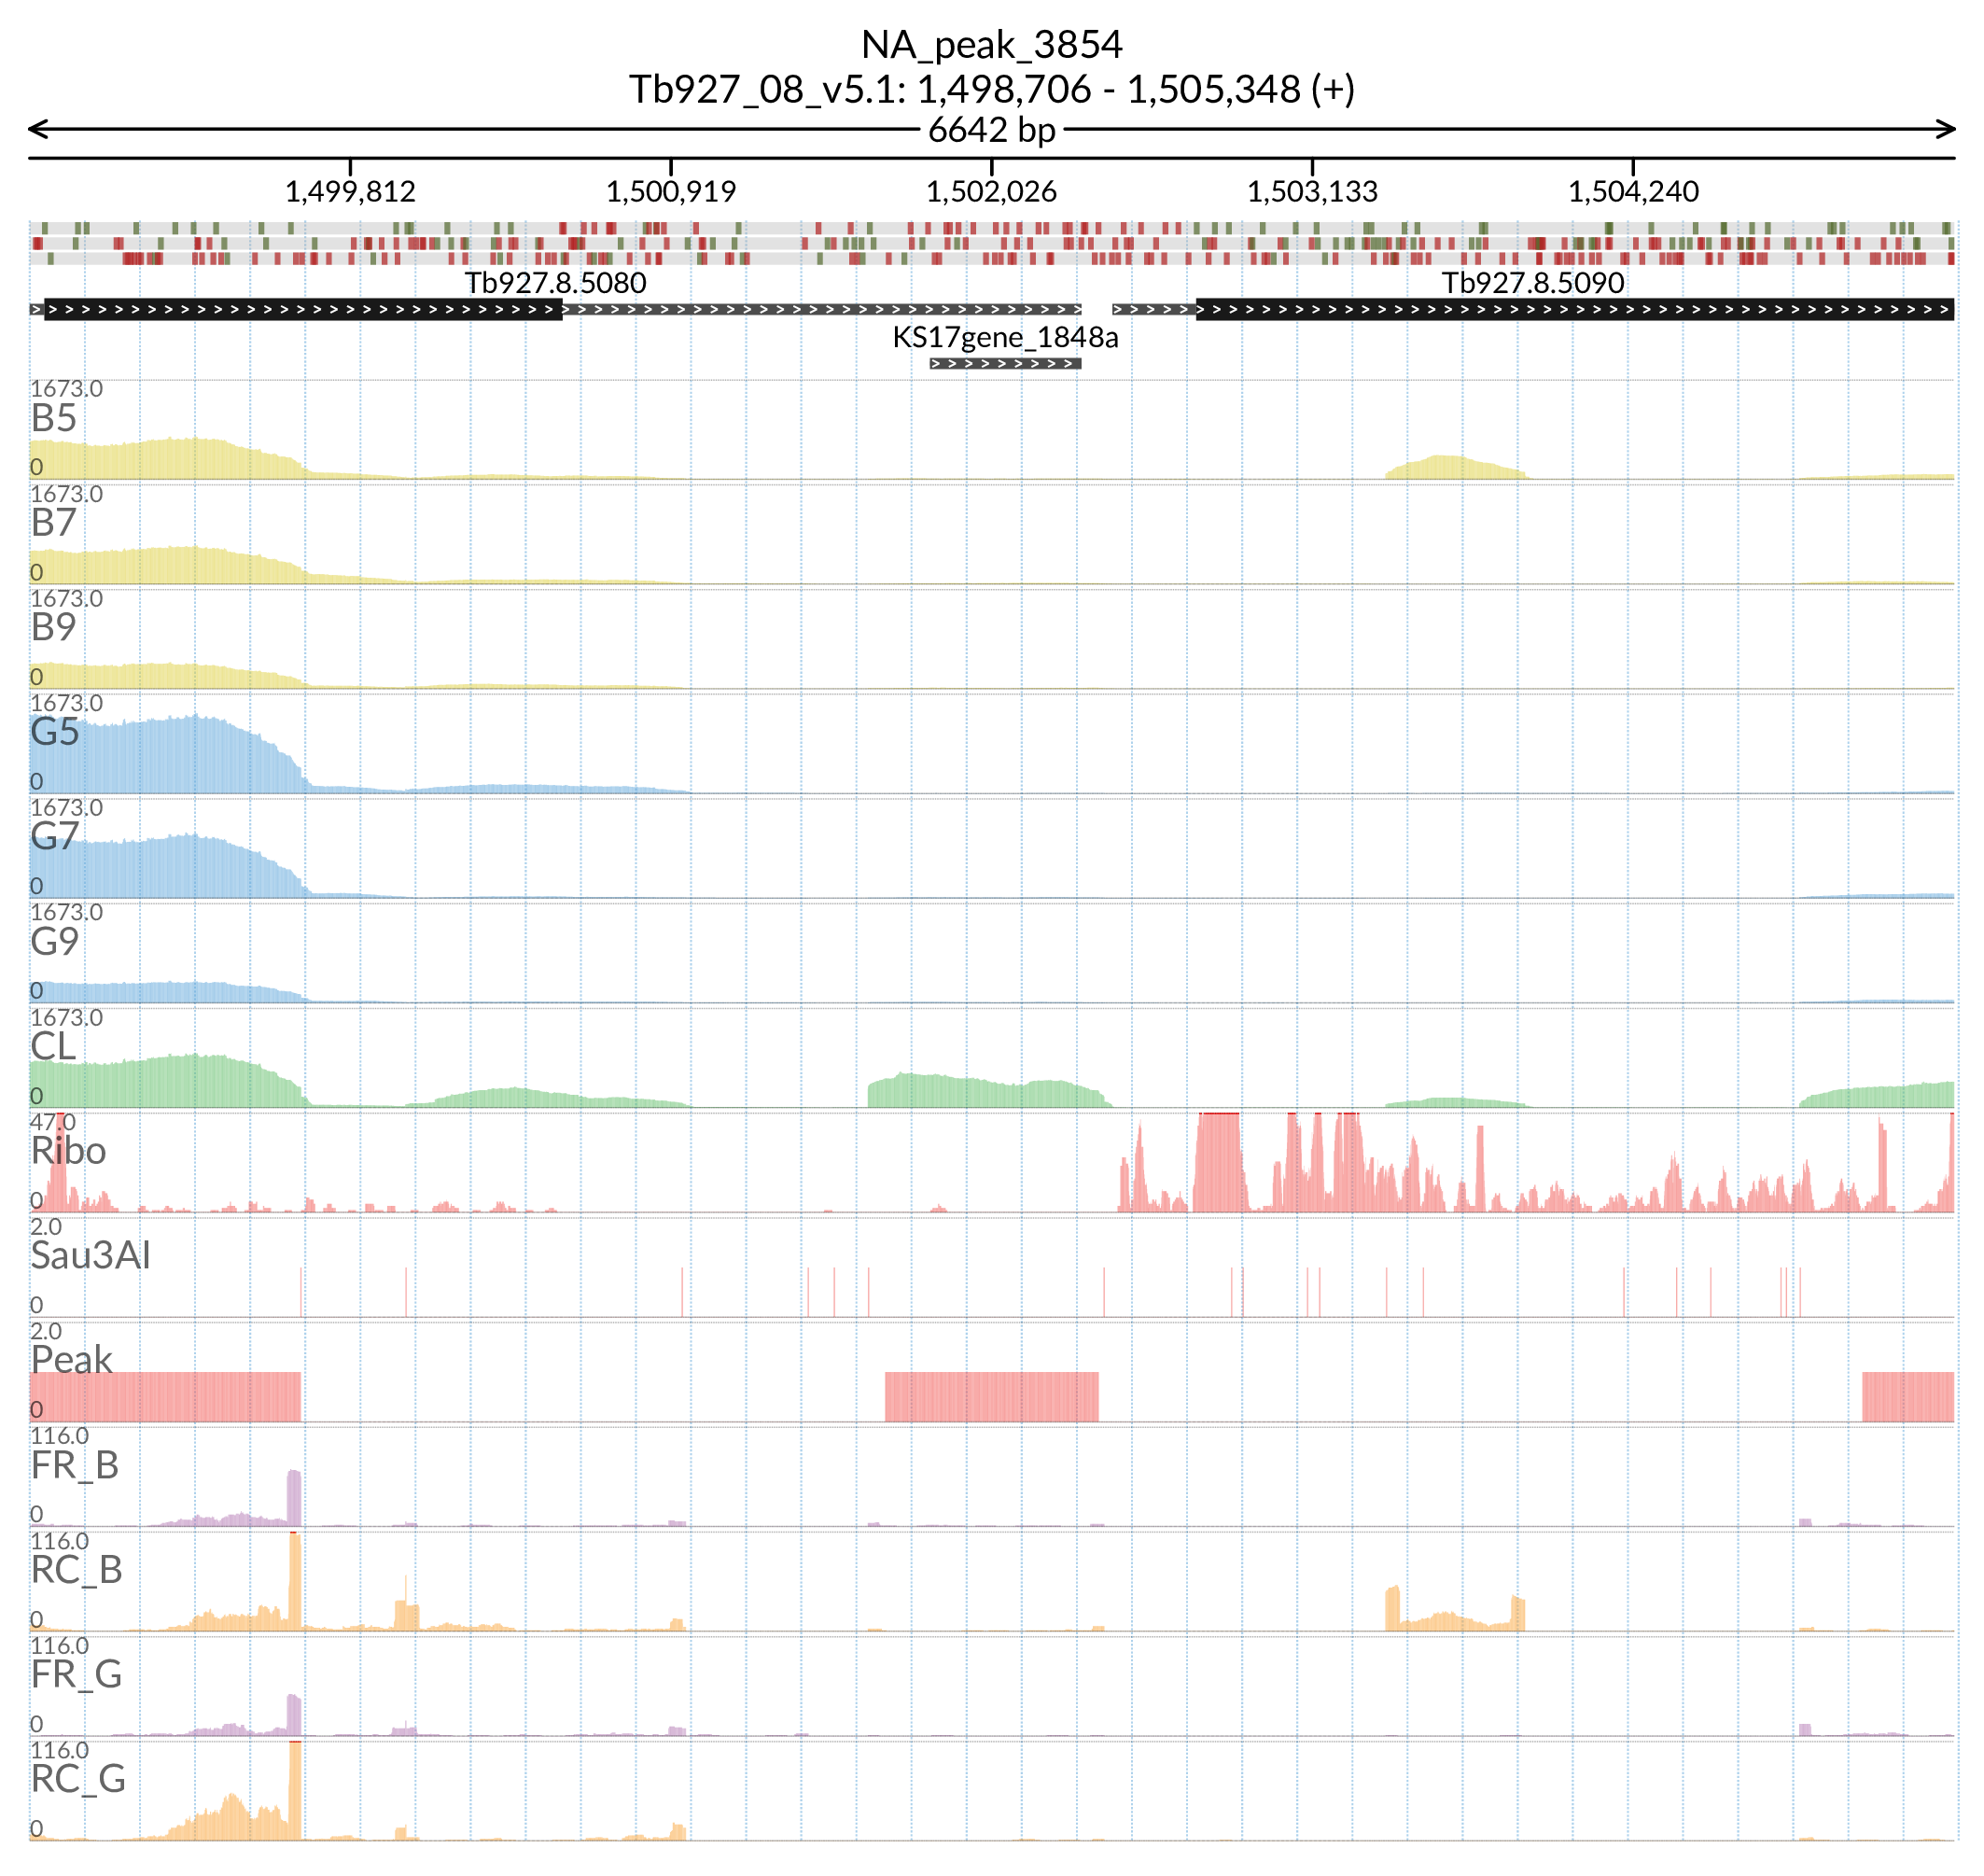 NA_peak_3854
Tb927_08_v5.1: 1,498,706 - 1,505,348 (+)
6642 bp
1,499,812 1,500,919 1,502,026 1,503,133 1,504,240
Tb927.8.5080 Tb927.8.5090
KS17gene_1848a
1673.0
B5
0
1673.0
B7
0
1673.0
B9
0
1673.0
G5
0
1673.0
G7
0
1673.0
G9
0
1673.0
CL
0
47.0
Ribo
0
2.0
Sau3AI
0
2.0
Peak
0
116.0
FR_B
0
116.0
RC_B
0
116.0
FR_G
0
116.0
RC_G
0